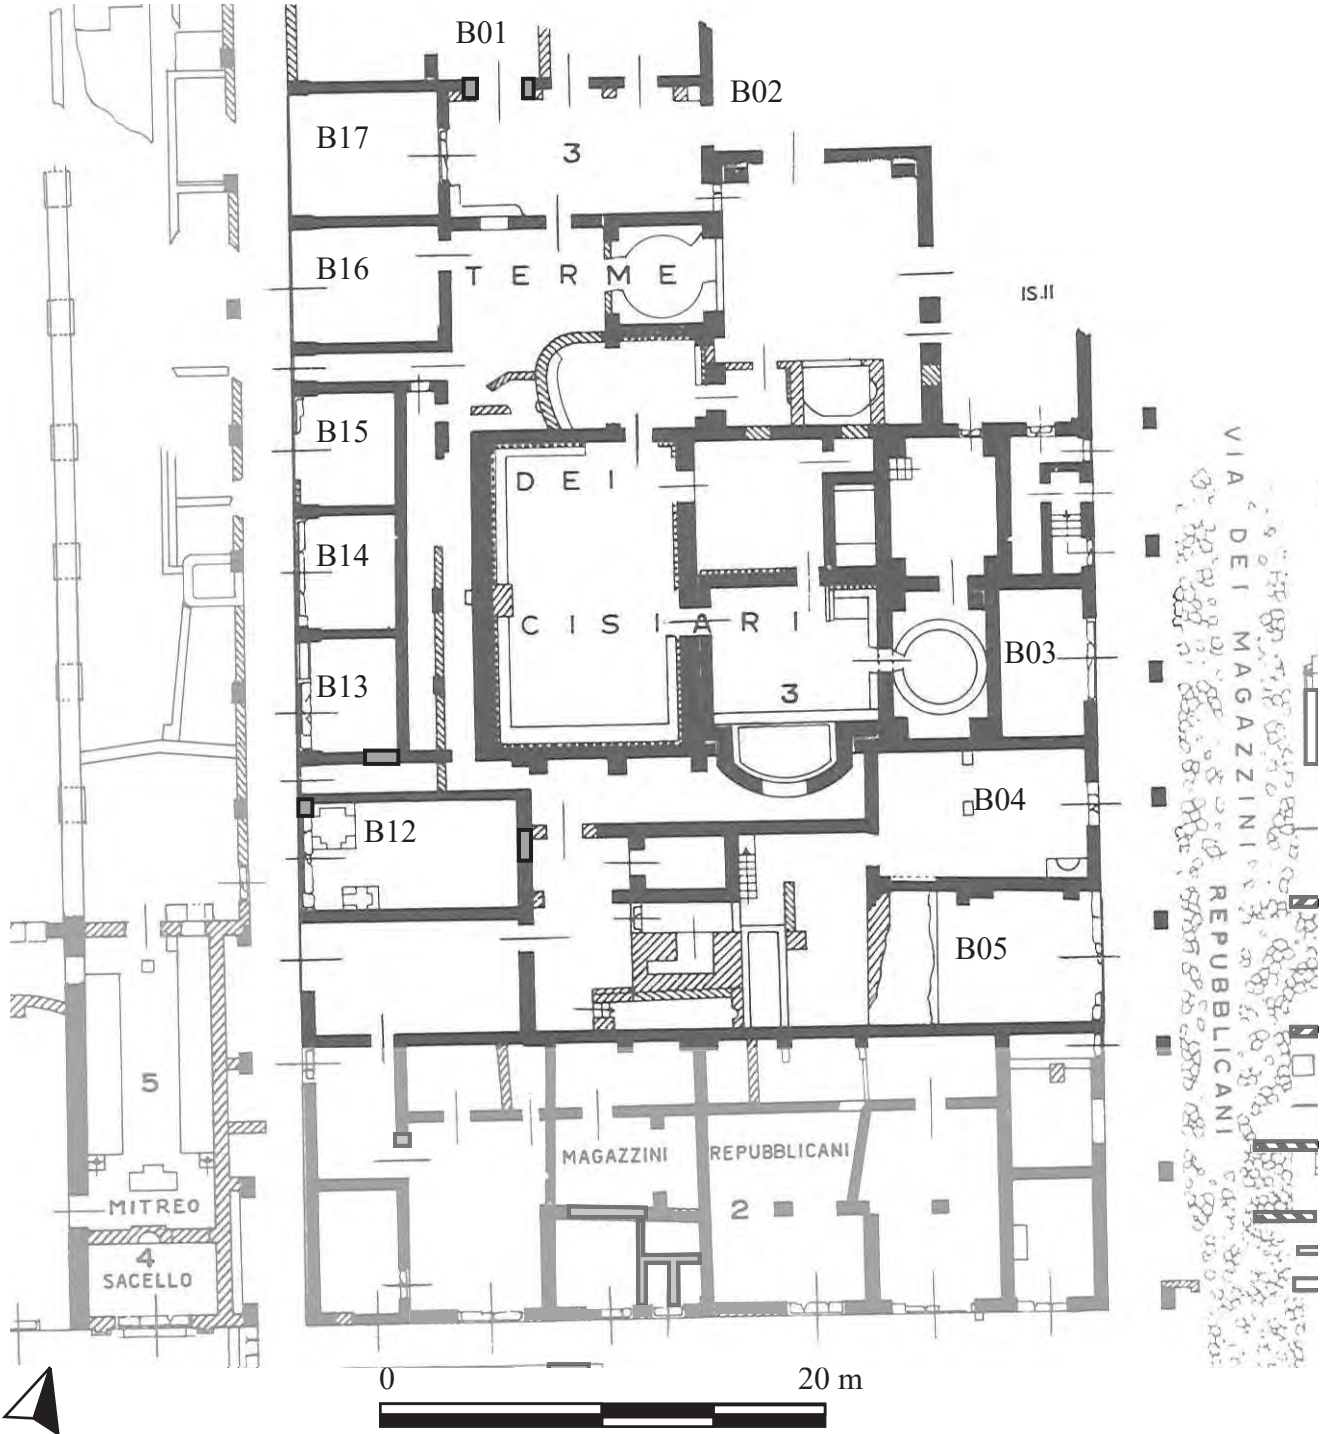 B01
B02
B17
3
B16
TERME
IS.II
B15
DEI
B14
CISIARI
B13
3
B03
B04
B12
B05
VIA DEI MAGAZZINI REPUBBLICANI
5
MAGAZZINI
REPUBBLICANI
2
MITREO
4
SACELLO
0
20 m